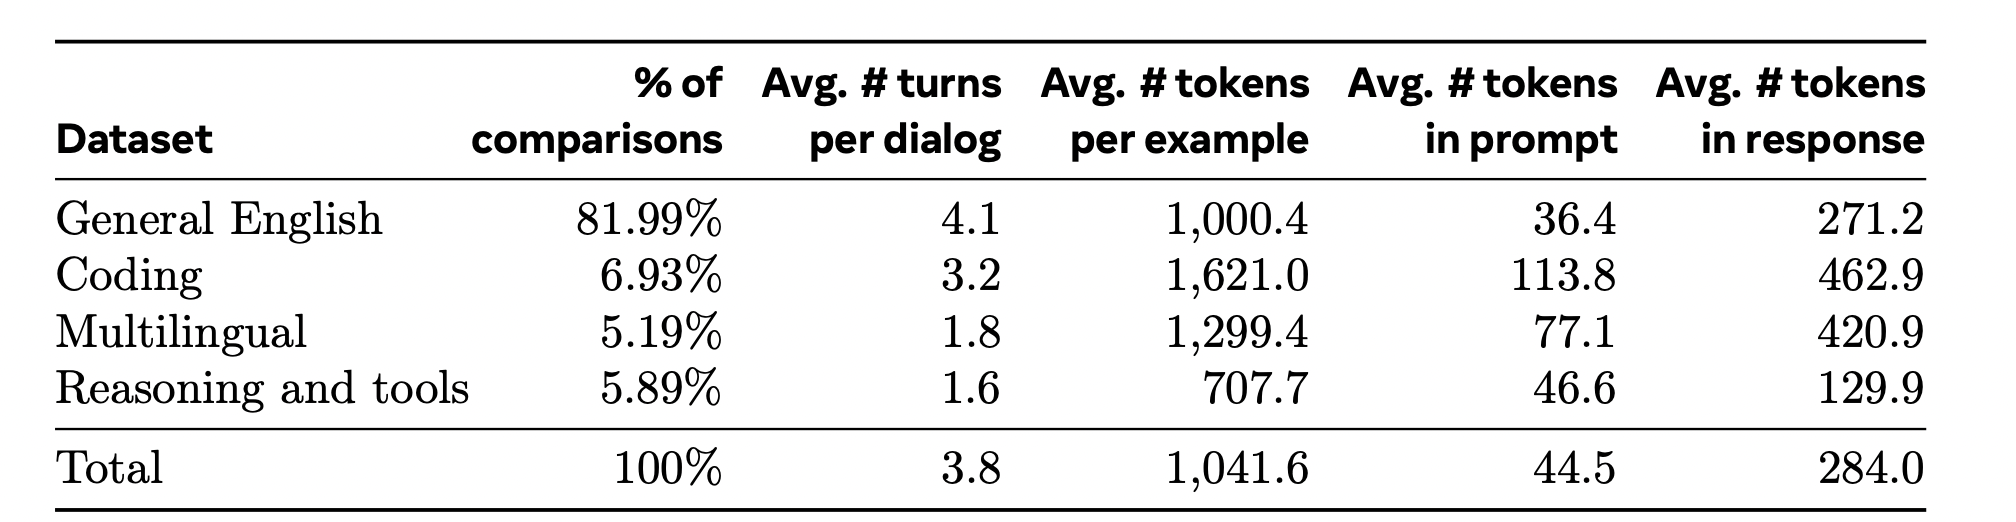 % of Avg. # turns Avg. # tokens Avg. # tokens Avg. # tokens
Dataset comparisons per dialog per example in prompt in response
General English 81.99% 4.1 1,000.4 36.4 271.2
Coding 6.93% 3.2 1,621.0 113.8 462.9
Multilingual 5.19% 1.8 1,299.4 77.1 420.9
Reasoning and tools 5.89% 1.6 707.7 46.6 129.9
Total 100% 3.8 1,041.6 44.5 284.0